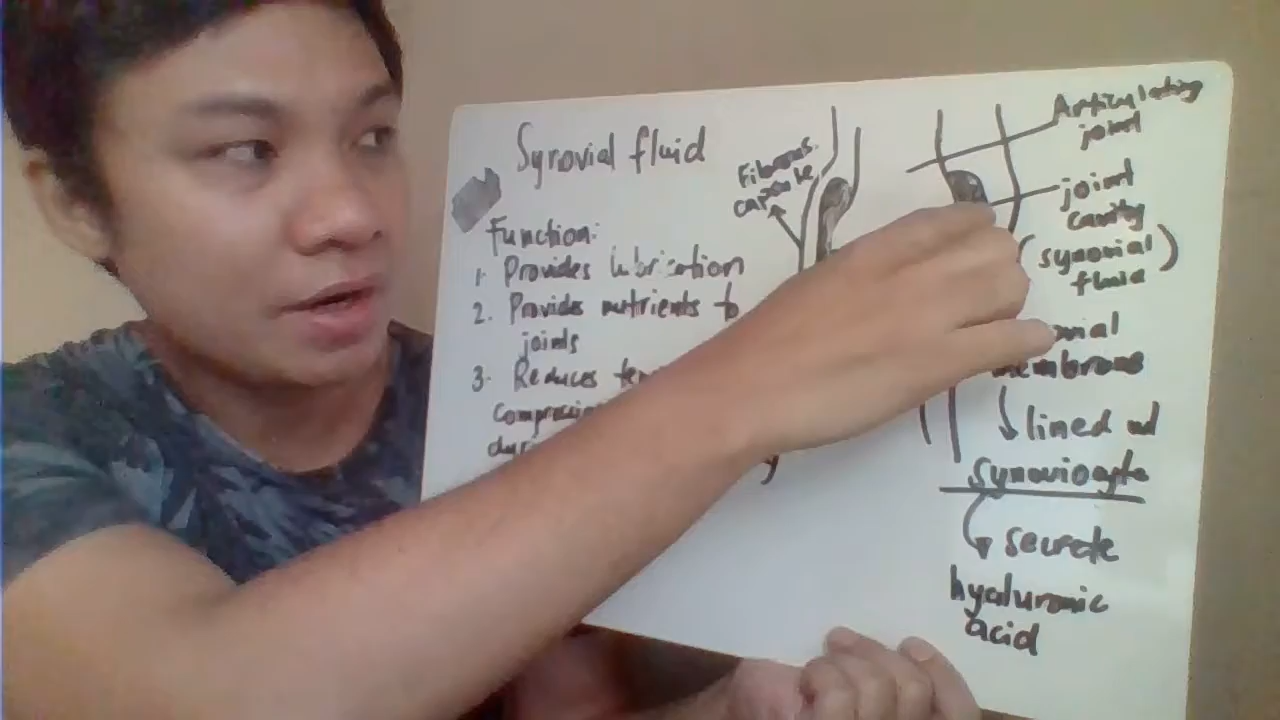 Synovial fluid
Function:
1. Provides lubrication
2. Provides nutrients to
joints
3. Reduces
Fibrous
capsule
Articulating
joint
joint
cavity
(synovial)
fluid
membrane
lined w/
synoviocyte
secrete
hyaluronic
acid